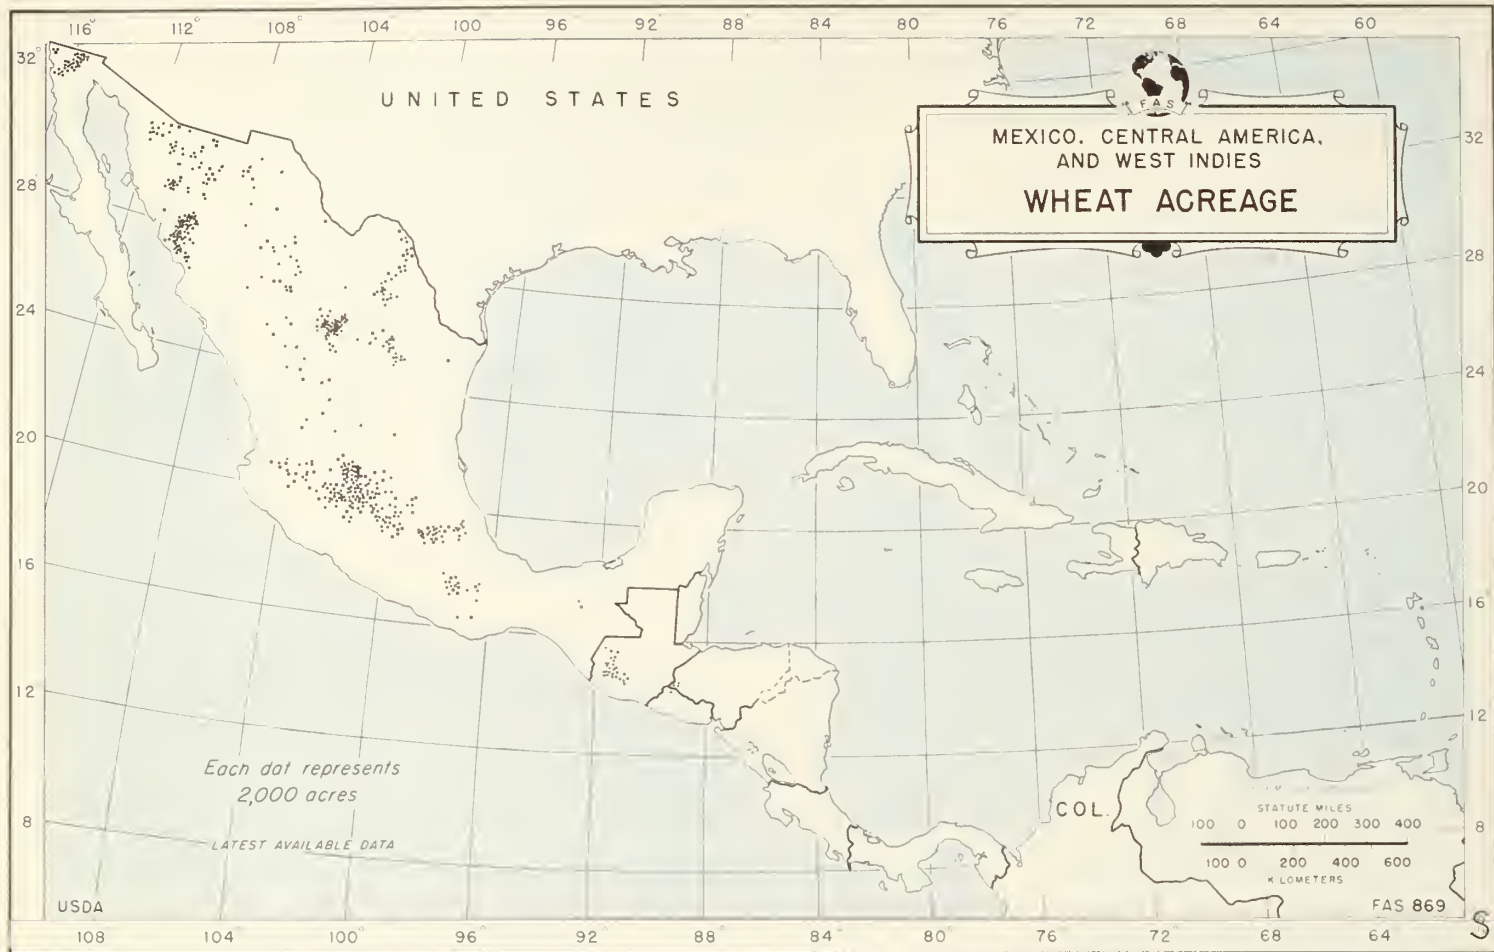 116° 112° 108° 104 100° 96° 92° 88° 84 80 76 72 68 64 60
32°
28
24
20
16
12
8
UNITED STATES
FAS
MEXICO. CENTRAL AMERICA,
AND WEST INDIES
WHEAT ACREAGE
32
28
24
20
16
12
8
Each dot represents
2,000 acres
LATEST AVAILABLE DATA
COL.
STATUTE MILES
100 0 100 200 300 400
100 0 200 400 600
K LOMETERS
USDA
FAS 869
S
108 104 100° 96° 92 88 84 80 76 72 68 64